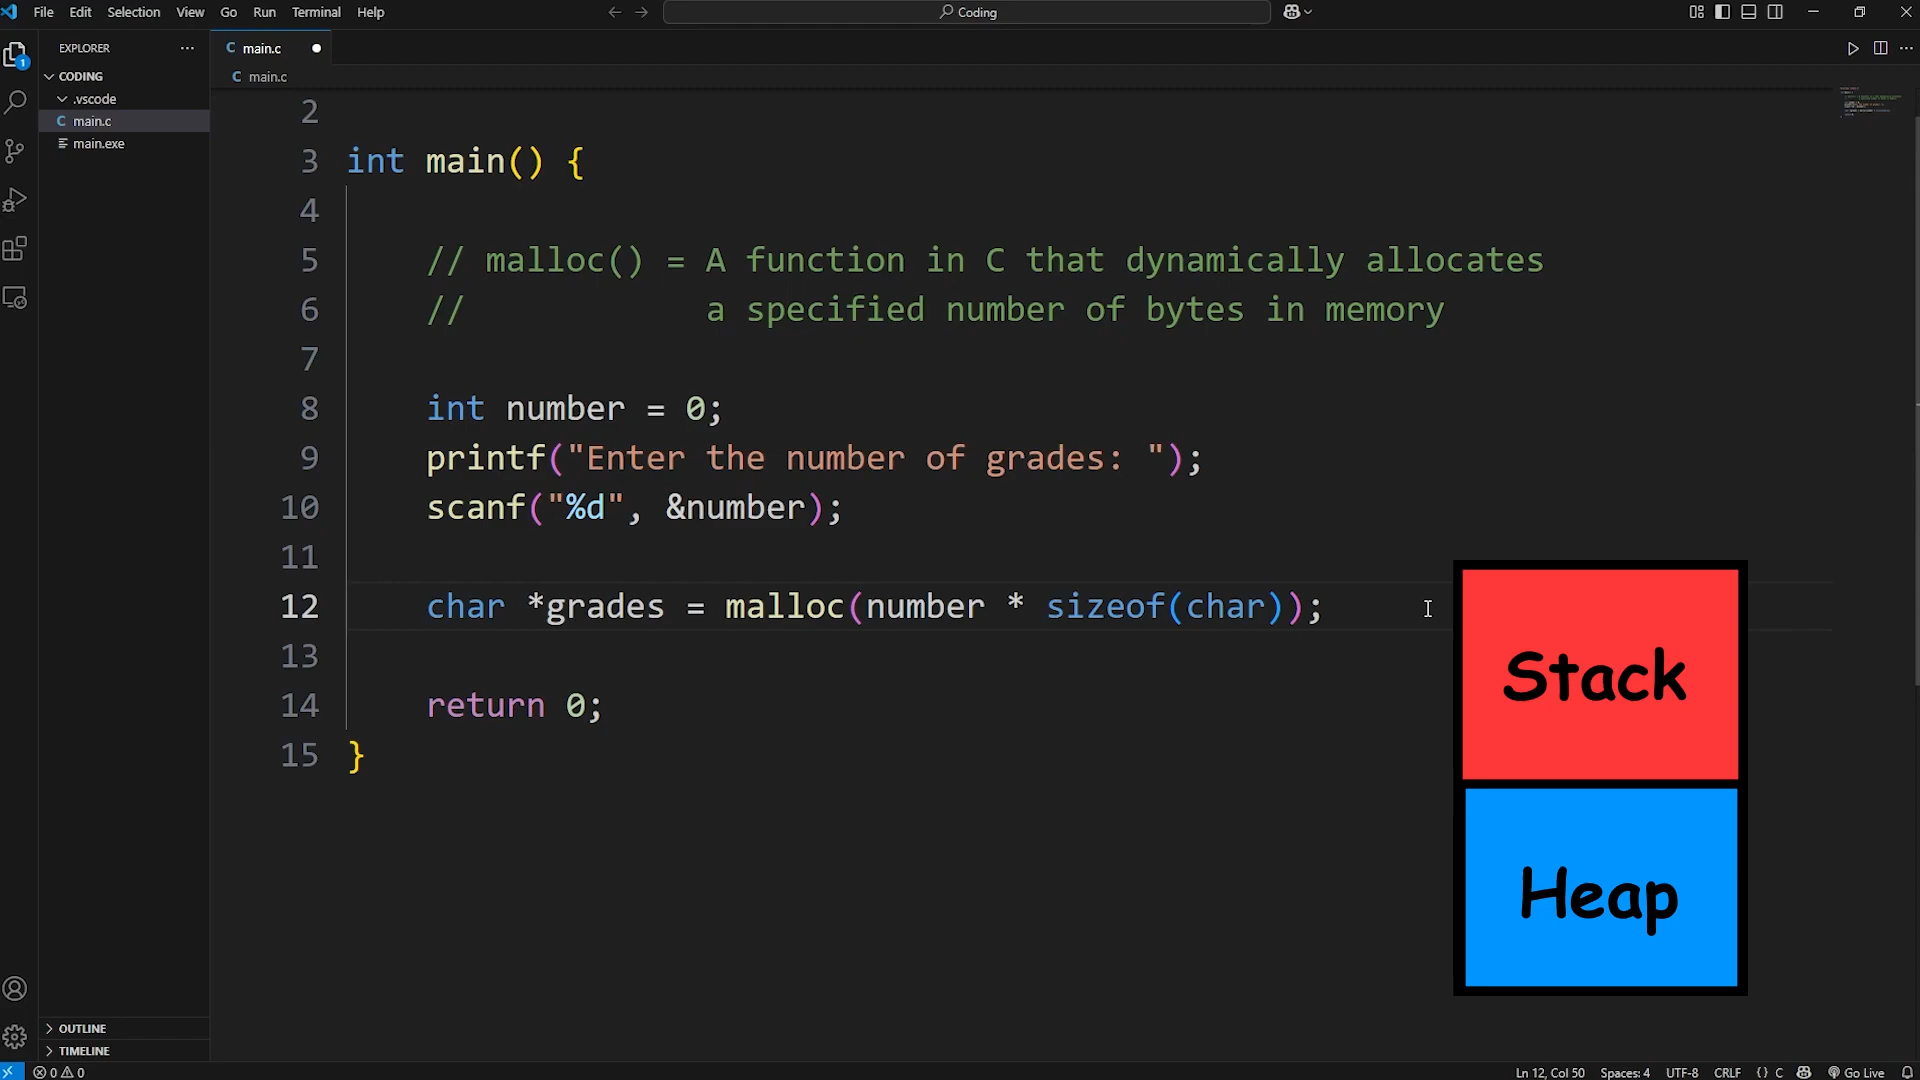 File Edit Selection View Go Run Terminal Help
Coding
EXPLORER
CODING
.vscode
C main.c
main.exe
OUTLINE
TIMELINE
1
C main.c
C main.c
2
3 int main() {
4
5 // malloc() = A function in C that dynamically allocates
6 // a specified number of bytes in memory
7
8 int number = 0;
9 printf("Enter the number of grades: ");
10 scanf("%d", &number);
11
12 char *grades = malloc(number * sizeof(char));
13
14 return 0;
15 }
Stack
Heap
0 0
Ln 12, Col 50 Spaces: 4 UTF-8 CRLF {} C Go Live